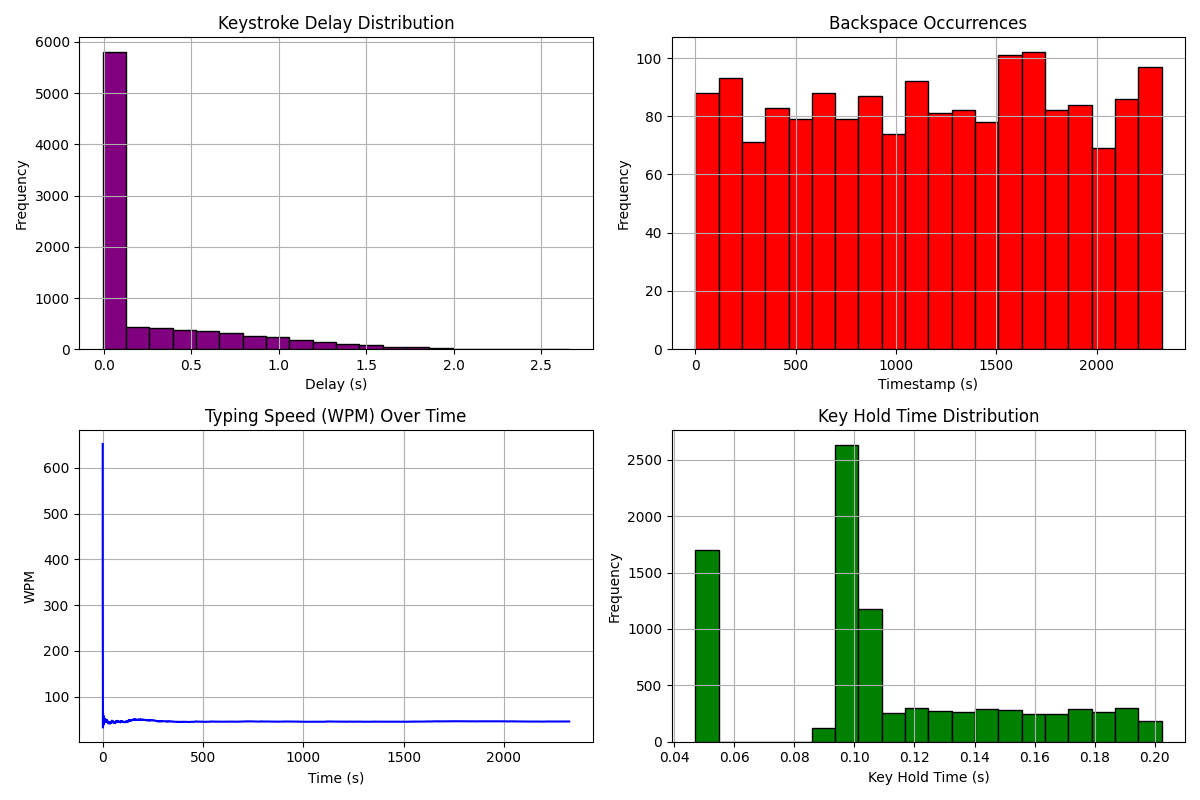 Keystroke Delay Distribution
Frequency
6000
5000
4000
3000
2000
1000
0
0.0 0.5 1.0 1.5 2.0 2.5
Delay (s)
Backspace Occurrences
Frequency
100
80
60
40
20
0
0 500 1000 1500 2000
Timestamp (s)
Typing Speed (WPM) Over Time
WPM
600
500
400
300
200
100
0 500 1000 1500 2000
Time (s)
Key Hold Time Distribution
Frequency
2500
2000
1500
1000
500
0
0.04 0.06 0.08 0.10 0.12 0.14 0.16 0.18 0.20
Key Hold Time (s)